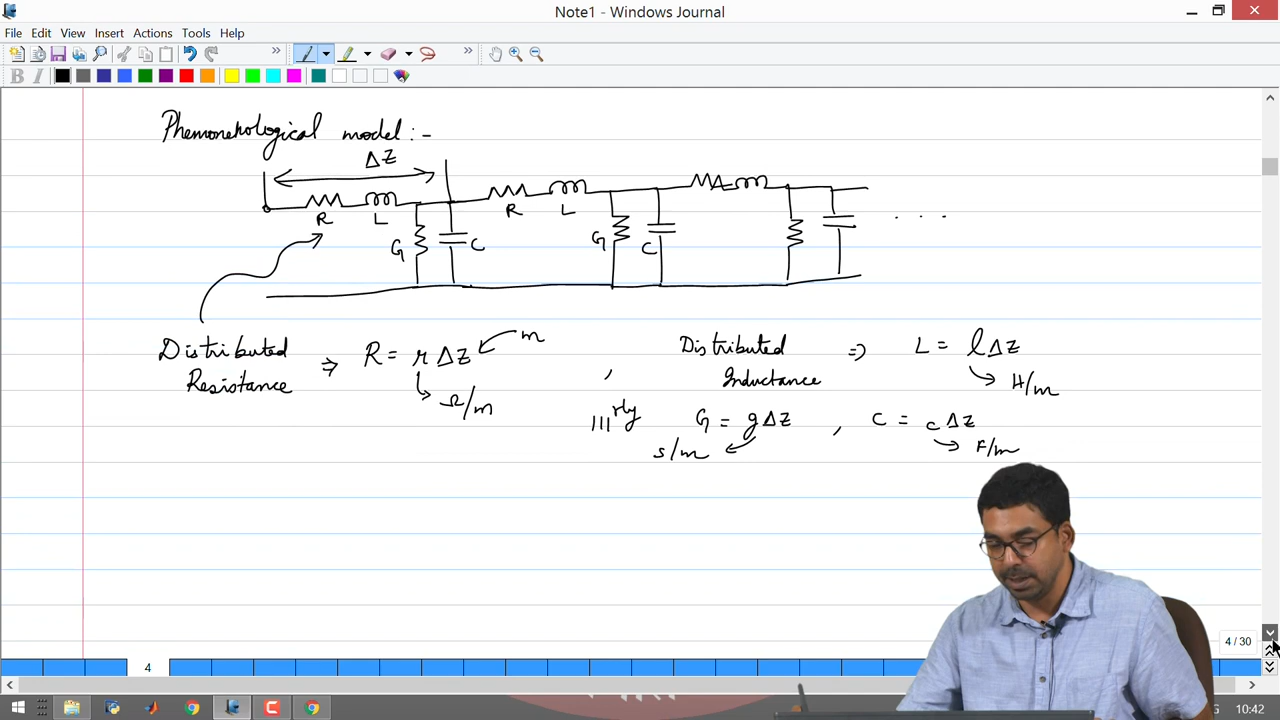 Note1 - Windows Journal
File Edit View Insert Actions Tools Help
Phemonenological model :-
ΔZ
R L G C R L G C
. . .
Distributed Resistance ⇒ R = r ΔZ m Ω/m ,
Distributed Inductance ⇒ L = l ΔZ H/m
|||rly G = g ΔZ S/m , C = c ΔZ F/m
4 / 30
4
G 10:42